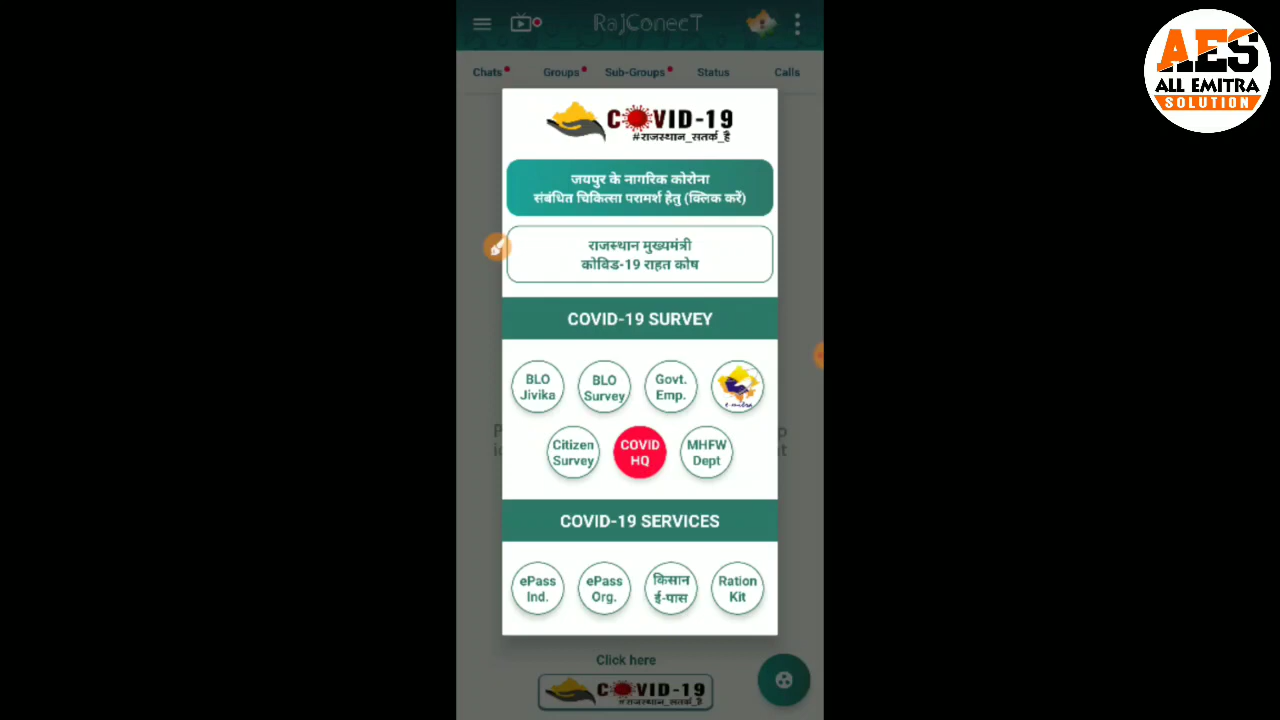 RajConecT
Chats
Groups
Sub-Groups
Status
Calls
COVID-19
#राजस्थान_सतर्क_है
जयपुर के नागरिक कोरोना
संबंधित चिकित्सा परामर्श हेतु (क्लिक करें)
राजस्थान मुख्यमंत्री
कोविड-19 राहत कोष
COVID-19 SURVEY
BLO
Jivika
BLO
Survey
Govt.
Emp.
e mitra
Citizen
Survey
COVID
HQ
MHFW
Dept
COVID-19 SERVICES
ePass
Ind.
ePass
Org.
किसान
ई-पास
Ration
Kit
Click here
COVID-19
#राजस्थान_सतर्क_है
AES
ALL EMITRA
SOLUTION